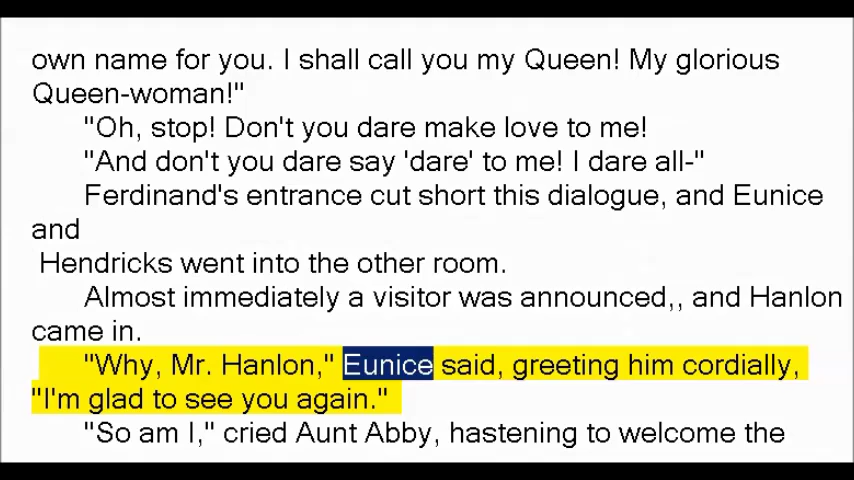 own name for you. I shall call you my Queen! My glorious
Queen-woman!"
"Oh, stop! Don't you dare make love to me!
"And don't you dare say 'dare' to me! I dare all-"
Ferdinand's entrance cut short this dialogue, and Eunice
and
Hendricks went into the other room.
Almost immediately a visitor was announced,, and Hanlon
came in.
"Why, Mr. Hanlon," Eunice said, greeting him cordially,
"I'm glad to see you again."
"So am I," cried Aunt Abby, hastening to welcome the